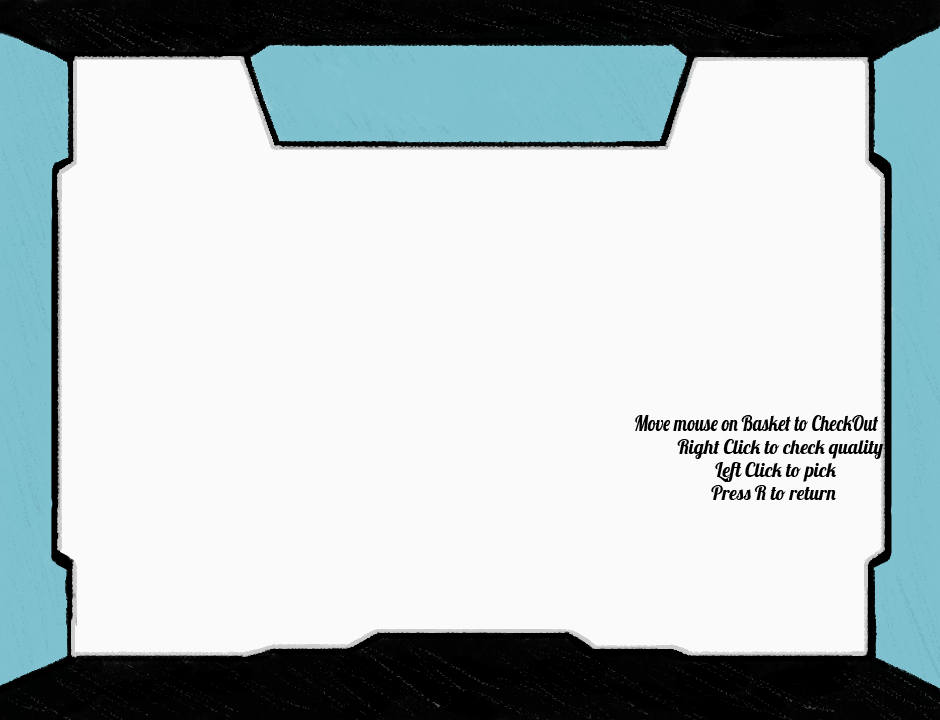 Move mouse on Basket to CheckOut
Right Click to check quality
Left Click to pick
Press R to return